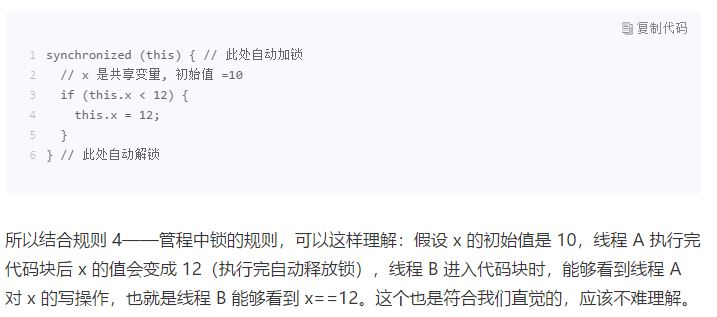 复制代码
1 synchronized (this) { // 此处自动加锁
2   // x 是共享变量, 初始值 =10
3   if (this.x < 12) {
4     this.x = 12;
5   }
6 } // 此处自动解锁
所以结合规则 4——管程中锁的规则，可以这样理解：假设 x 的初始值是 10，线程 A 执行完
代码块后 x 的值会变成 12（执行完自动释放锁），线程 B 进入代码块时，能够看到线程 A
对 x 的写操作，也就是线程 B 能够看到 x==12。这个也是符合我们直觉的，应该不难理解。